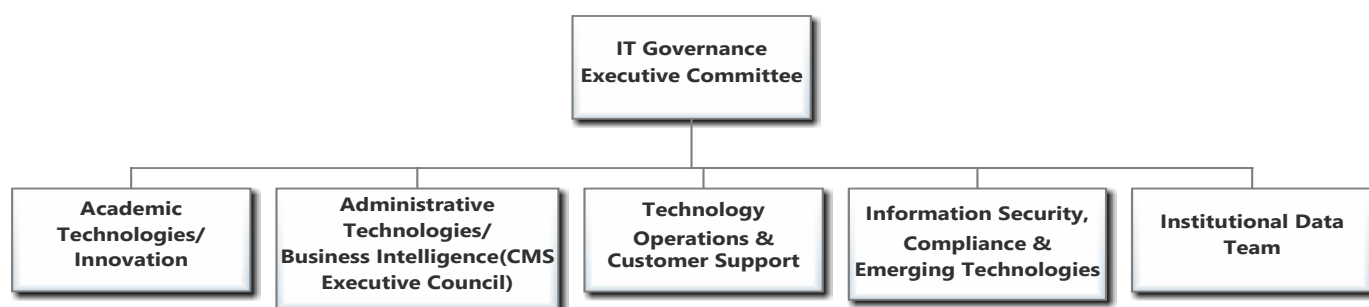 IT Governance
Executive Committee
Academic
Technologies/
Innovation
Administrative
Technologies/
Business Intelligence(CMS
Executive Council)
Technology
Operations &
Customer Support
Information Security,
Compliance &
Emerging Technologies
Institutional Data
Team